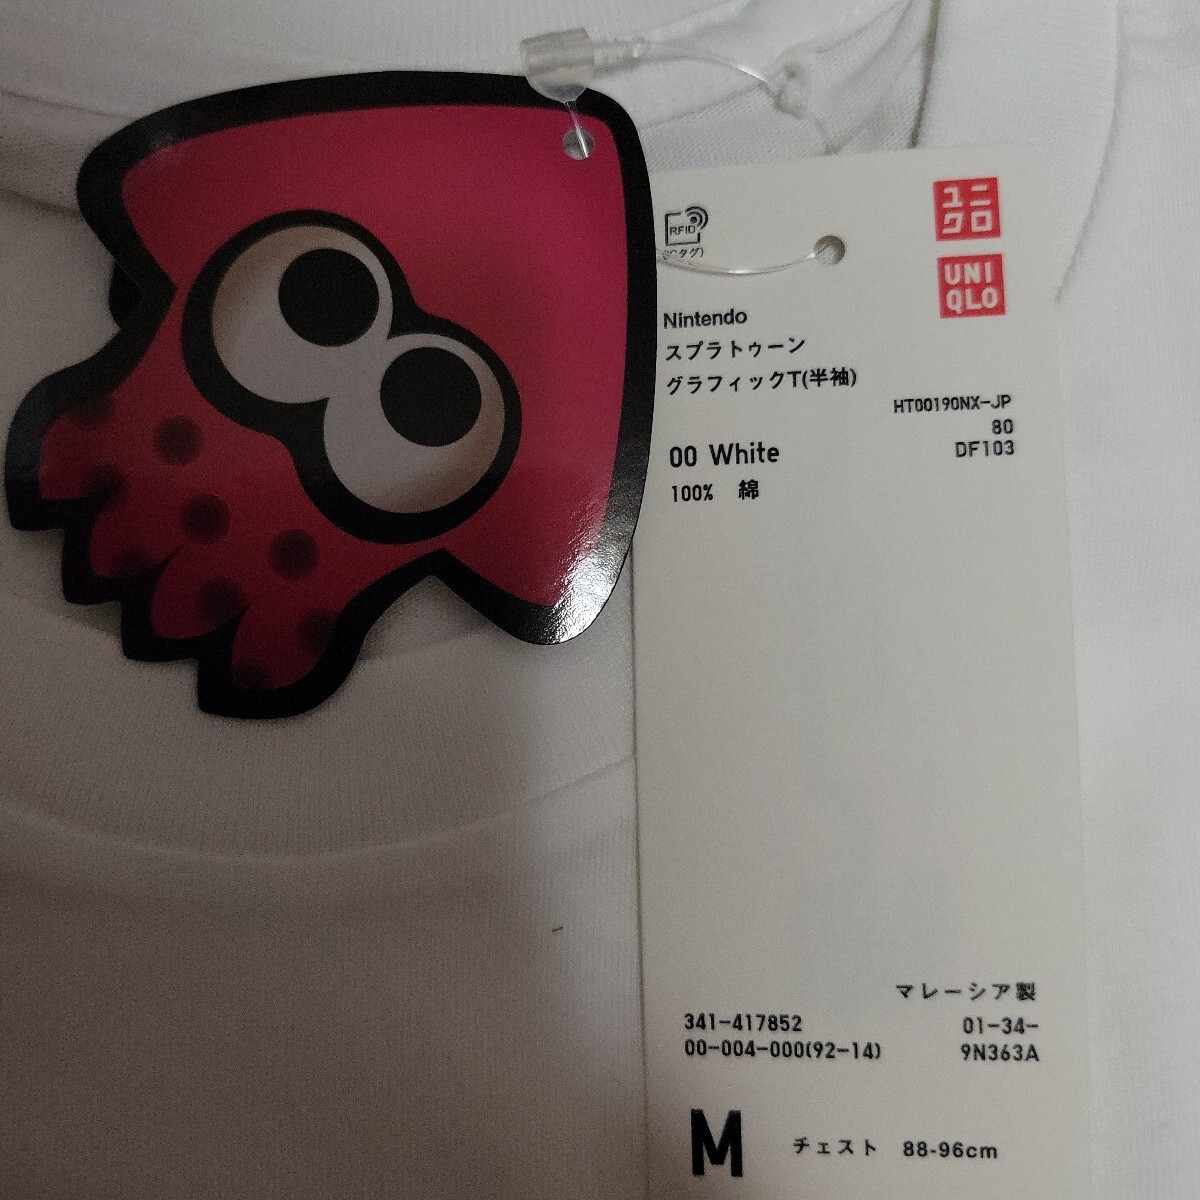 ユニ
クロ
UNI
QLO
RFID
タグ)
Nintendo
スプラトゥーン
グラフィックT(半袖)
HT00190NX-JP
80
DF103
00 White
100% 綿
マレーシア製
341-417852
01-34-
00-004-000(92-14)
9N363A
M チェスト 88-96cm